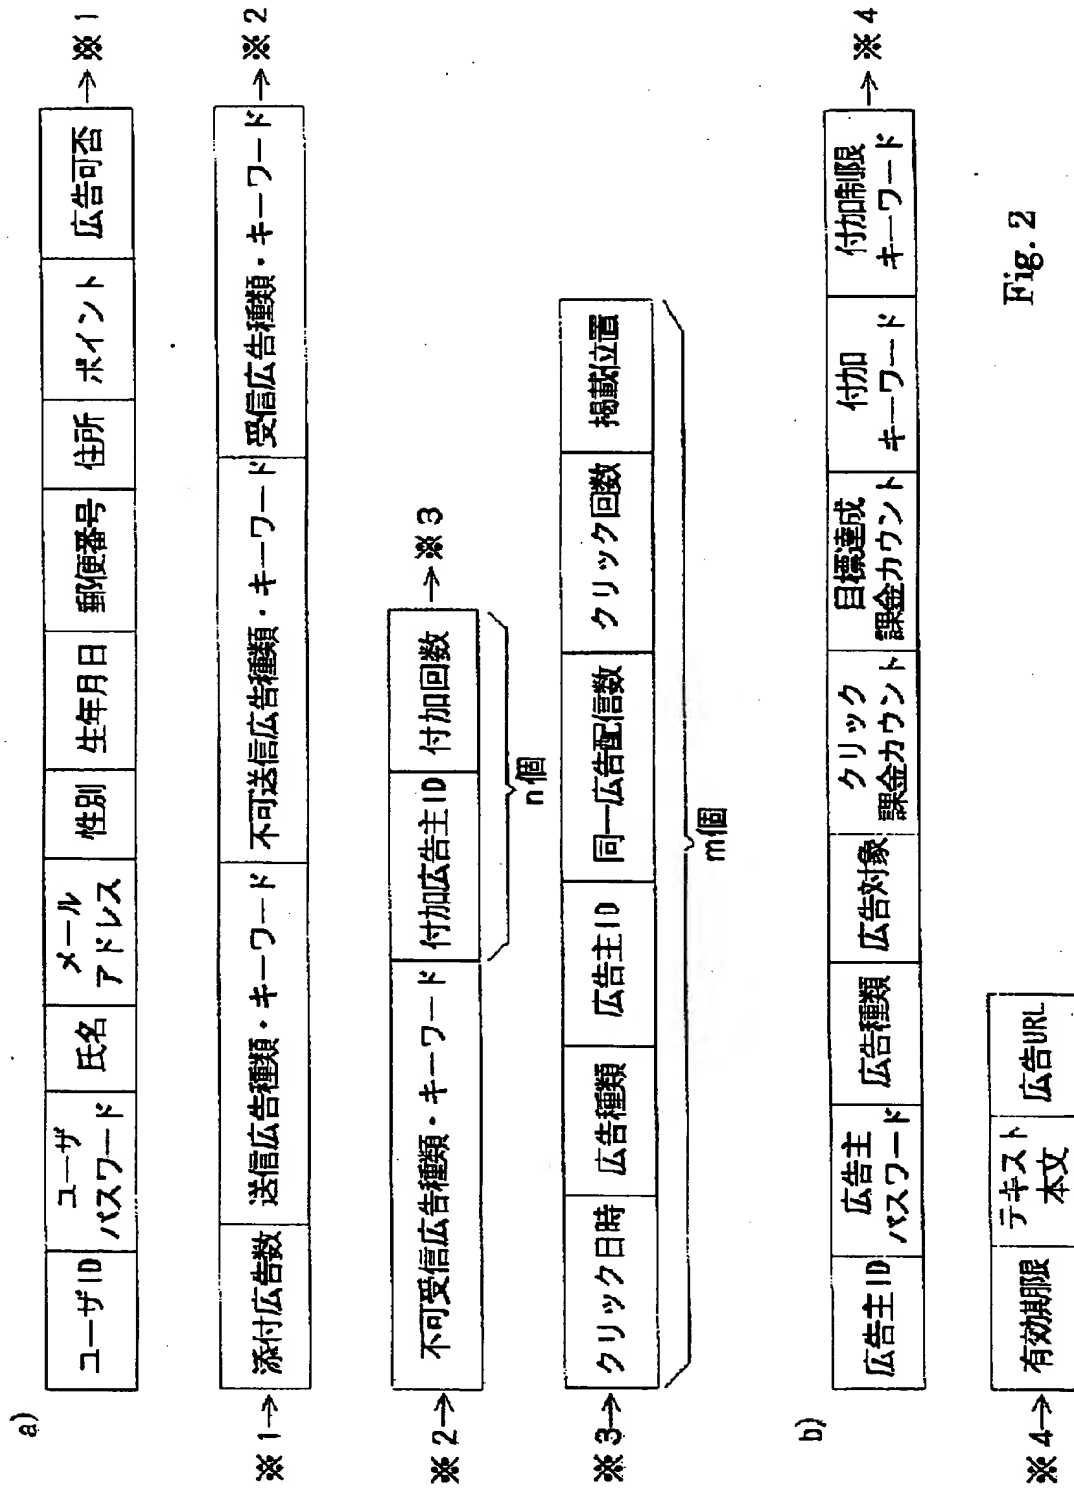 a)
ユーザID
ユーザ
パスワード
氏名
メール
アドレス
性別
生年月日
郵便番号
住所
ポイント
広告可否
→※1
※1→
添付広告数
送信広告種類・キーワード
不可送信広告種類・キーワード
受信広告種類・キーワード
→※2
※2→
不可受信広告種類・キーワード
付加広告主ID
付加回数
→※3
n個
※3→
クリック日時
広告種類
広告主ID
同一広告配信数
クリック回数
掲載位置
m個
b)
広告主ID
広告主
パスワード
広告種類
広告対象
クリック
課金カウント
目標達成
課金カウント
付加
キーワード
付加制限
キーワード
→※4
※4→
有効期限
テキスト
本文
広告URL
Fig. 2